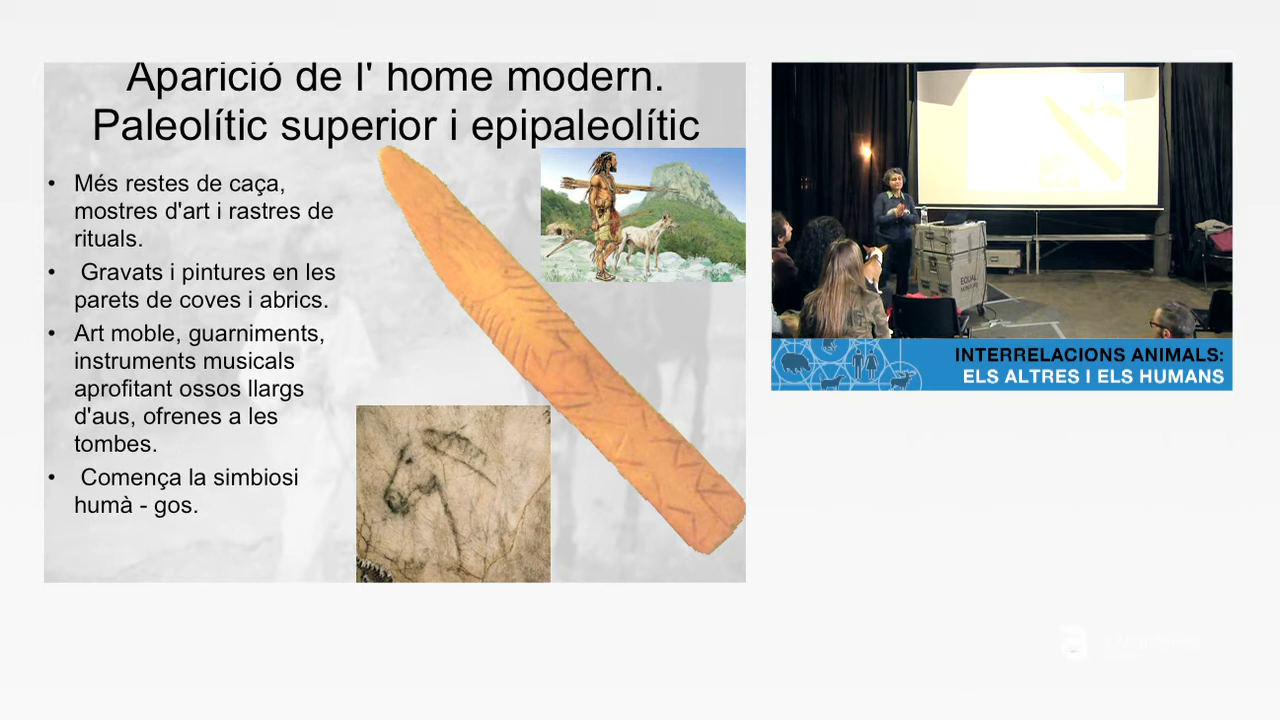 Aparició de l' home modern.
Paleolític superior i epipaleolític
• Més restes de caça,
mostres d'art i rastres de
rituals.
• Gravats i pintures en les
parets de coves i abrics.
• Art moble, guarniments,
instruments musicals
aprofitant ossos llargs
d'aus, ofrenes a les
tombes.
• Comença la simbiosi
humà - gos.
EQUAL
INTERRELACIONS ANIMALS:
ELS ALTRES I ELS HUMANS